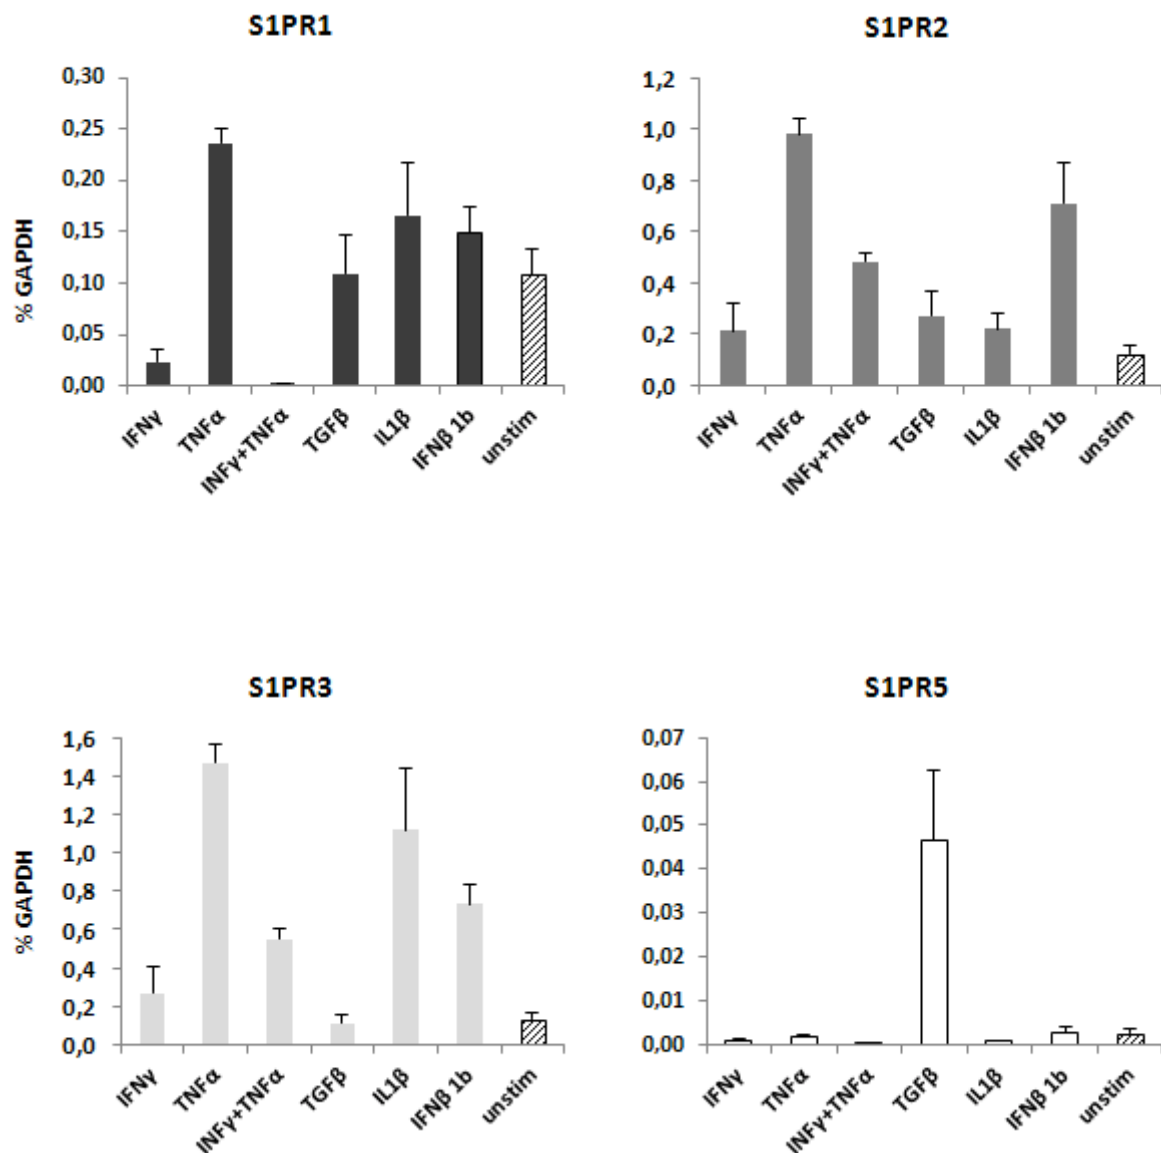 S1PR1
% GAPDH
0,30
0,25
0,20
0,15
0,10
0,05
0,00
IFNγ
TNFα
INFγ+TNFα
TGFβ
IL1β
IFNβ 1b
unstim
S1PR2
1,2
1,0
0,8
0,6
0,4
0,2
0,0
IFNγ
TNFα
INFγ+TNFα
TGFβ
IL1β
IFNβ 1b
unstim
S1PR3
% GAPDH
1,6
1,4
1,2
1,0
0,8
0,6
0,4
0,2
0,0
IFNγ
TNFα
INFγ+TNFα
TGFβ
IL1β
IFNβ 1b
unstim
S1PR5
0,07
0,06
0,05
0,04
0,03
0,02
0,01
0,00
IFNγ
TNFα
INFγ+TNFα
TGFβ
IL1β
IFNβ 1b
unstim